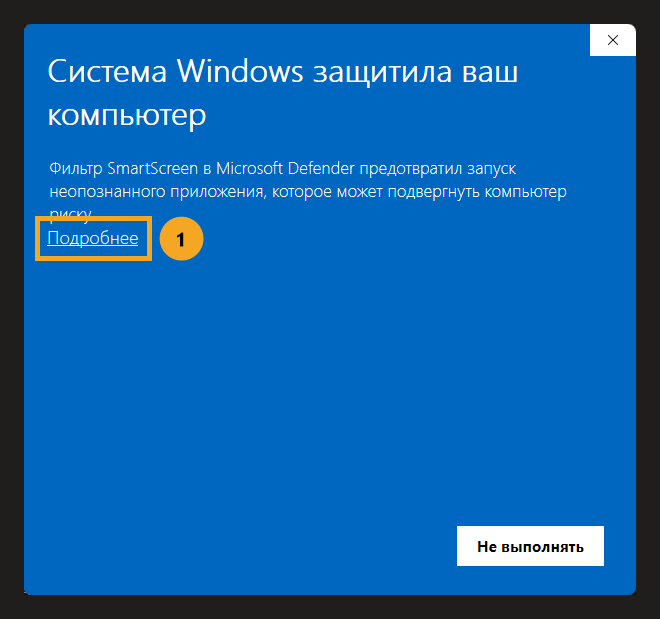 Система Windows защитила ваш
компьютер
Фильтр SmartScreen в Microsoft Defender предотвратил запуск
неопознанного приложения, которое может подвергнуть компьютер
риску.
Подробнее
1
Не выполнять